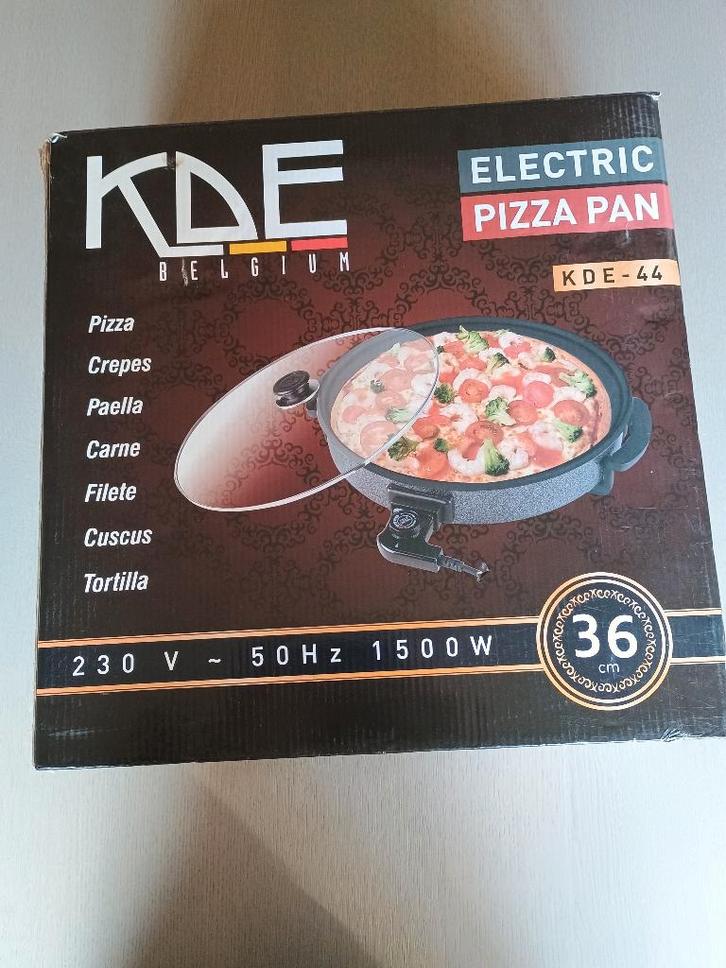 KDE
BELGIUM
ELECTRIC
PIZZA PAN
KDE-44
Pizza
Crepes
Paella
Carne
Filete
Cuscus
Tortilla
230 V ~ 50Hz 1500W
36
cm